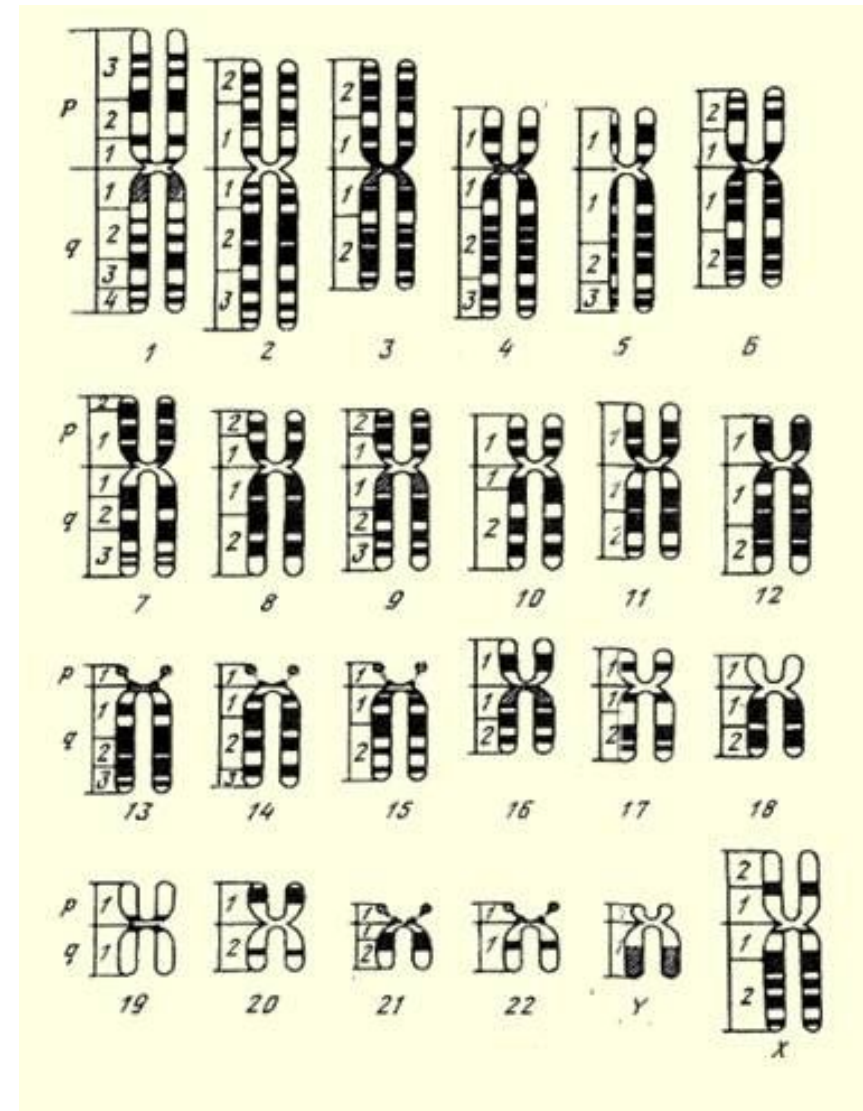 3 2 2 2
p 2 1 1 1
1 1 1
1 1 1 1 1 1
q 2 2 2 2 2 2
3 3 3 3
4
1 2 3 4 5 6
2 2 2
p 1 1 1 1 1 1
1 1 1 1 1 1
q 2 2 2 2 2
3 3
7 8 9 10 11 12
p 1 1 1 1 1 1
1 1 1 1 1 1
q 2 2 2 2 2 2
3 3
13 14 15 16 17 18
2
p 1 1 1 1 1
q 1 2 1 1 1 1
2 2
19 20 21 22 Y X